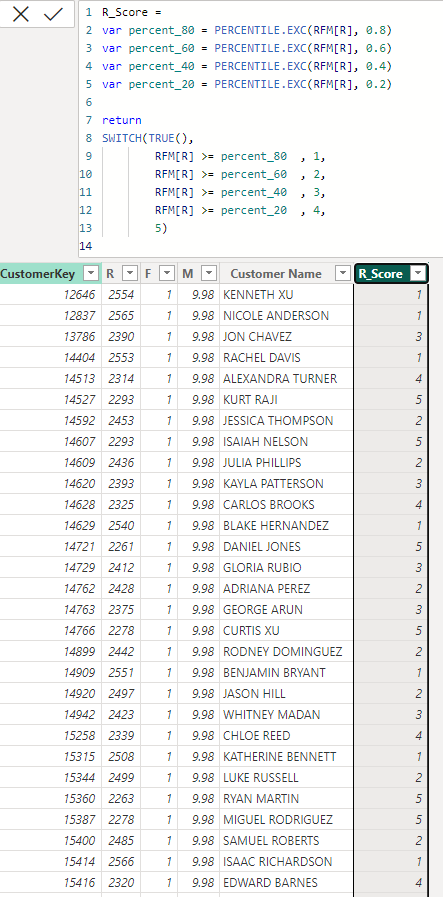 1 R_Score =
2 var percent_80 = PERCENTILE.EXC(RFM[R], 0.8)
3 var percent_60 = PERCENTILE.EXC(RFM[R], 0.6)
4 var percent_40 = PERCENTILE.EXC(RFM[R], 0.4)
5 var percent_20 = PERCENTILE.EXC(RFM[R], 0.2)
6
7 return
8 SWITCH(TRUE(),
9 RFM[R] >= percent_80 , 1,
10 RFM[R] >= percent_60 , 2,
11 RFM[R] >= percent_40 , 3,
12 RFM[R] >= percent_20 , 4,
13 5)
14
CustomerKey R F M Customer Name R_Score
12646 2554 1 9.98 KENNETH XU 1
12837 2565 1 9.98 NICOLE ANDERSON 1
13786 2390 1 9.98 JON CHAVEZ 3
14404 2553 1 9.98 RACHEL DAVIS 1
14513 2314 1 9.98 ALEXANDRA TURNER 4
14527 2293 1 9.98 KURT RAJI 5
14592 2453 1 9.98 JESSICA THOMPSON 2
14607 2293 1 9.98 ISAIAH NELSON 5
14609 2436 1 9.98 JULIA PHILLIPS 2
14620 2393 1 9.98 KAYLA PATTERSON 3
14628 2325 1 9.98 CARLOS BROOKS 4
14629 2540 1 9.98 BLAKE HERNANDEZ 1
14721 2261 1 9.98 DANIEL JONES 5
14729 2412 1 9.98 GLORIA RUBIO 3
14762 2428 1 9.98 ADRIANA PEREZ 2
14763 2375 1 9.98 GEORGE ARUN 3
14766 2278 1 9.98 CURTIS XU 5
14899 2442 1 9.98 RODNEY DOMINGUEZ 2
14909 2551 1 9.98 BENJAMIN BRYANT 1
14920 2497 1 9.98 JASON HILL 2
14942 2423 1 9.98 WHITNEY MADAN 3
15258 2339 1 9.98 CHLOE REED 4
15315 2508 1 9.98 KATHERINE BENNETT 1
15344 2499 1 9.98 LUKE RUSSELL 2
15360 2263 1 9.98 RYAN MARTIN 5
15387 2278 1 9.98 MIGUEL RODRIGUEZ 5
15400 2485 1 9.98 SAMUEL ROBERTS 2
15414 2566 1 9.98 ISAAC RICHARDSON 1
15416 2320 1 9.98 EDWARD BARNES 4